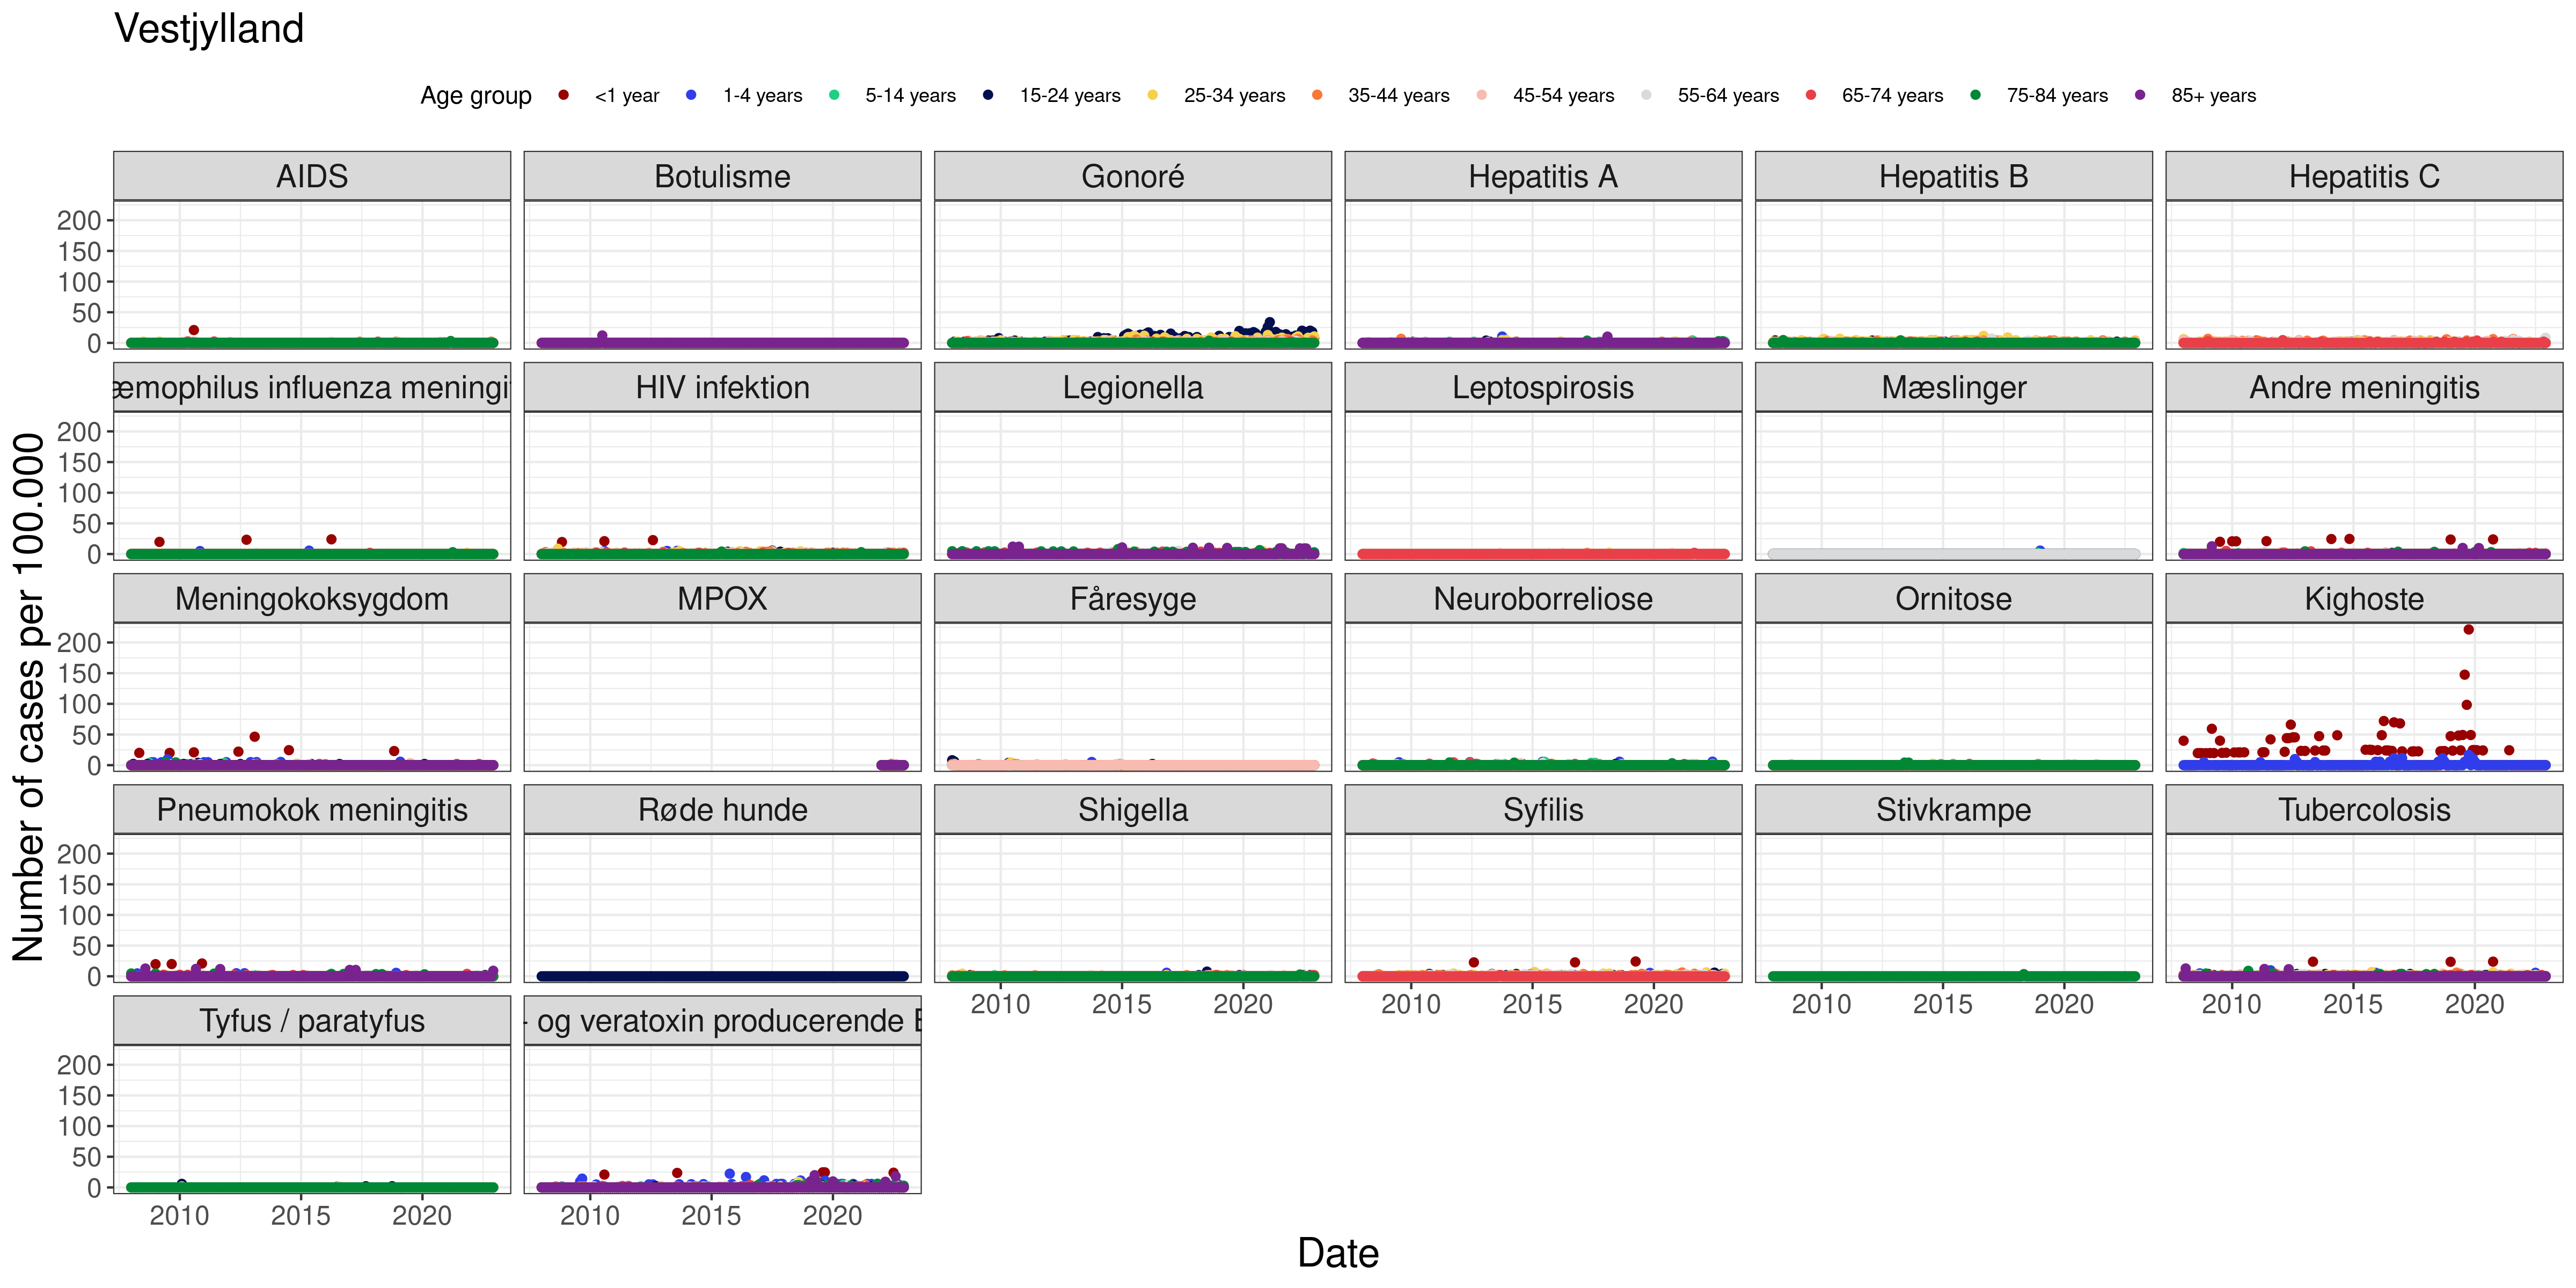 Vestjylland
Age group <1 year 1-4 years 5-14 years 15-24 years 25-34 years 35-44 years 45-54 years 55-64 years 65-74 years 75-84 years 85+ years
AIDS Botulisme Gonoré Hepatitis A Hepatitis B Hepatitis C
200
150
100
50
0
æmophilus influenza meningit HIV infektion Legionella Leptospirosis Mæslinger Andre meningitis
200
150
100
50
0
Meningokoksygdom MPOX Fåresyge Neuroborreliose Ornitose Kighoste
200
150
100
50
0
Pneumokok meningitis Røde hunde Shigella Syfilis Stivkrampe Tubercolosis
200
150
100
50
0
2010 2015 2020 2010 2015 2020 2010 2015 2020 2010 2015 2020
Tyfus / paratyfus - og veratoxin producerende E
200
150
100
50
0
2010 2015 2020 2010 2015 2020
Number of cases per 100.000
Date